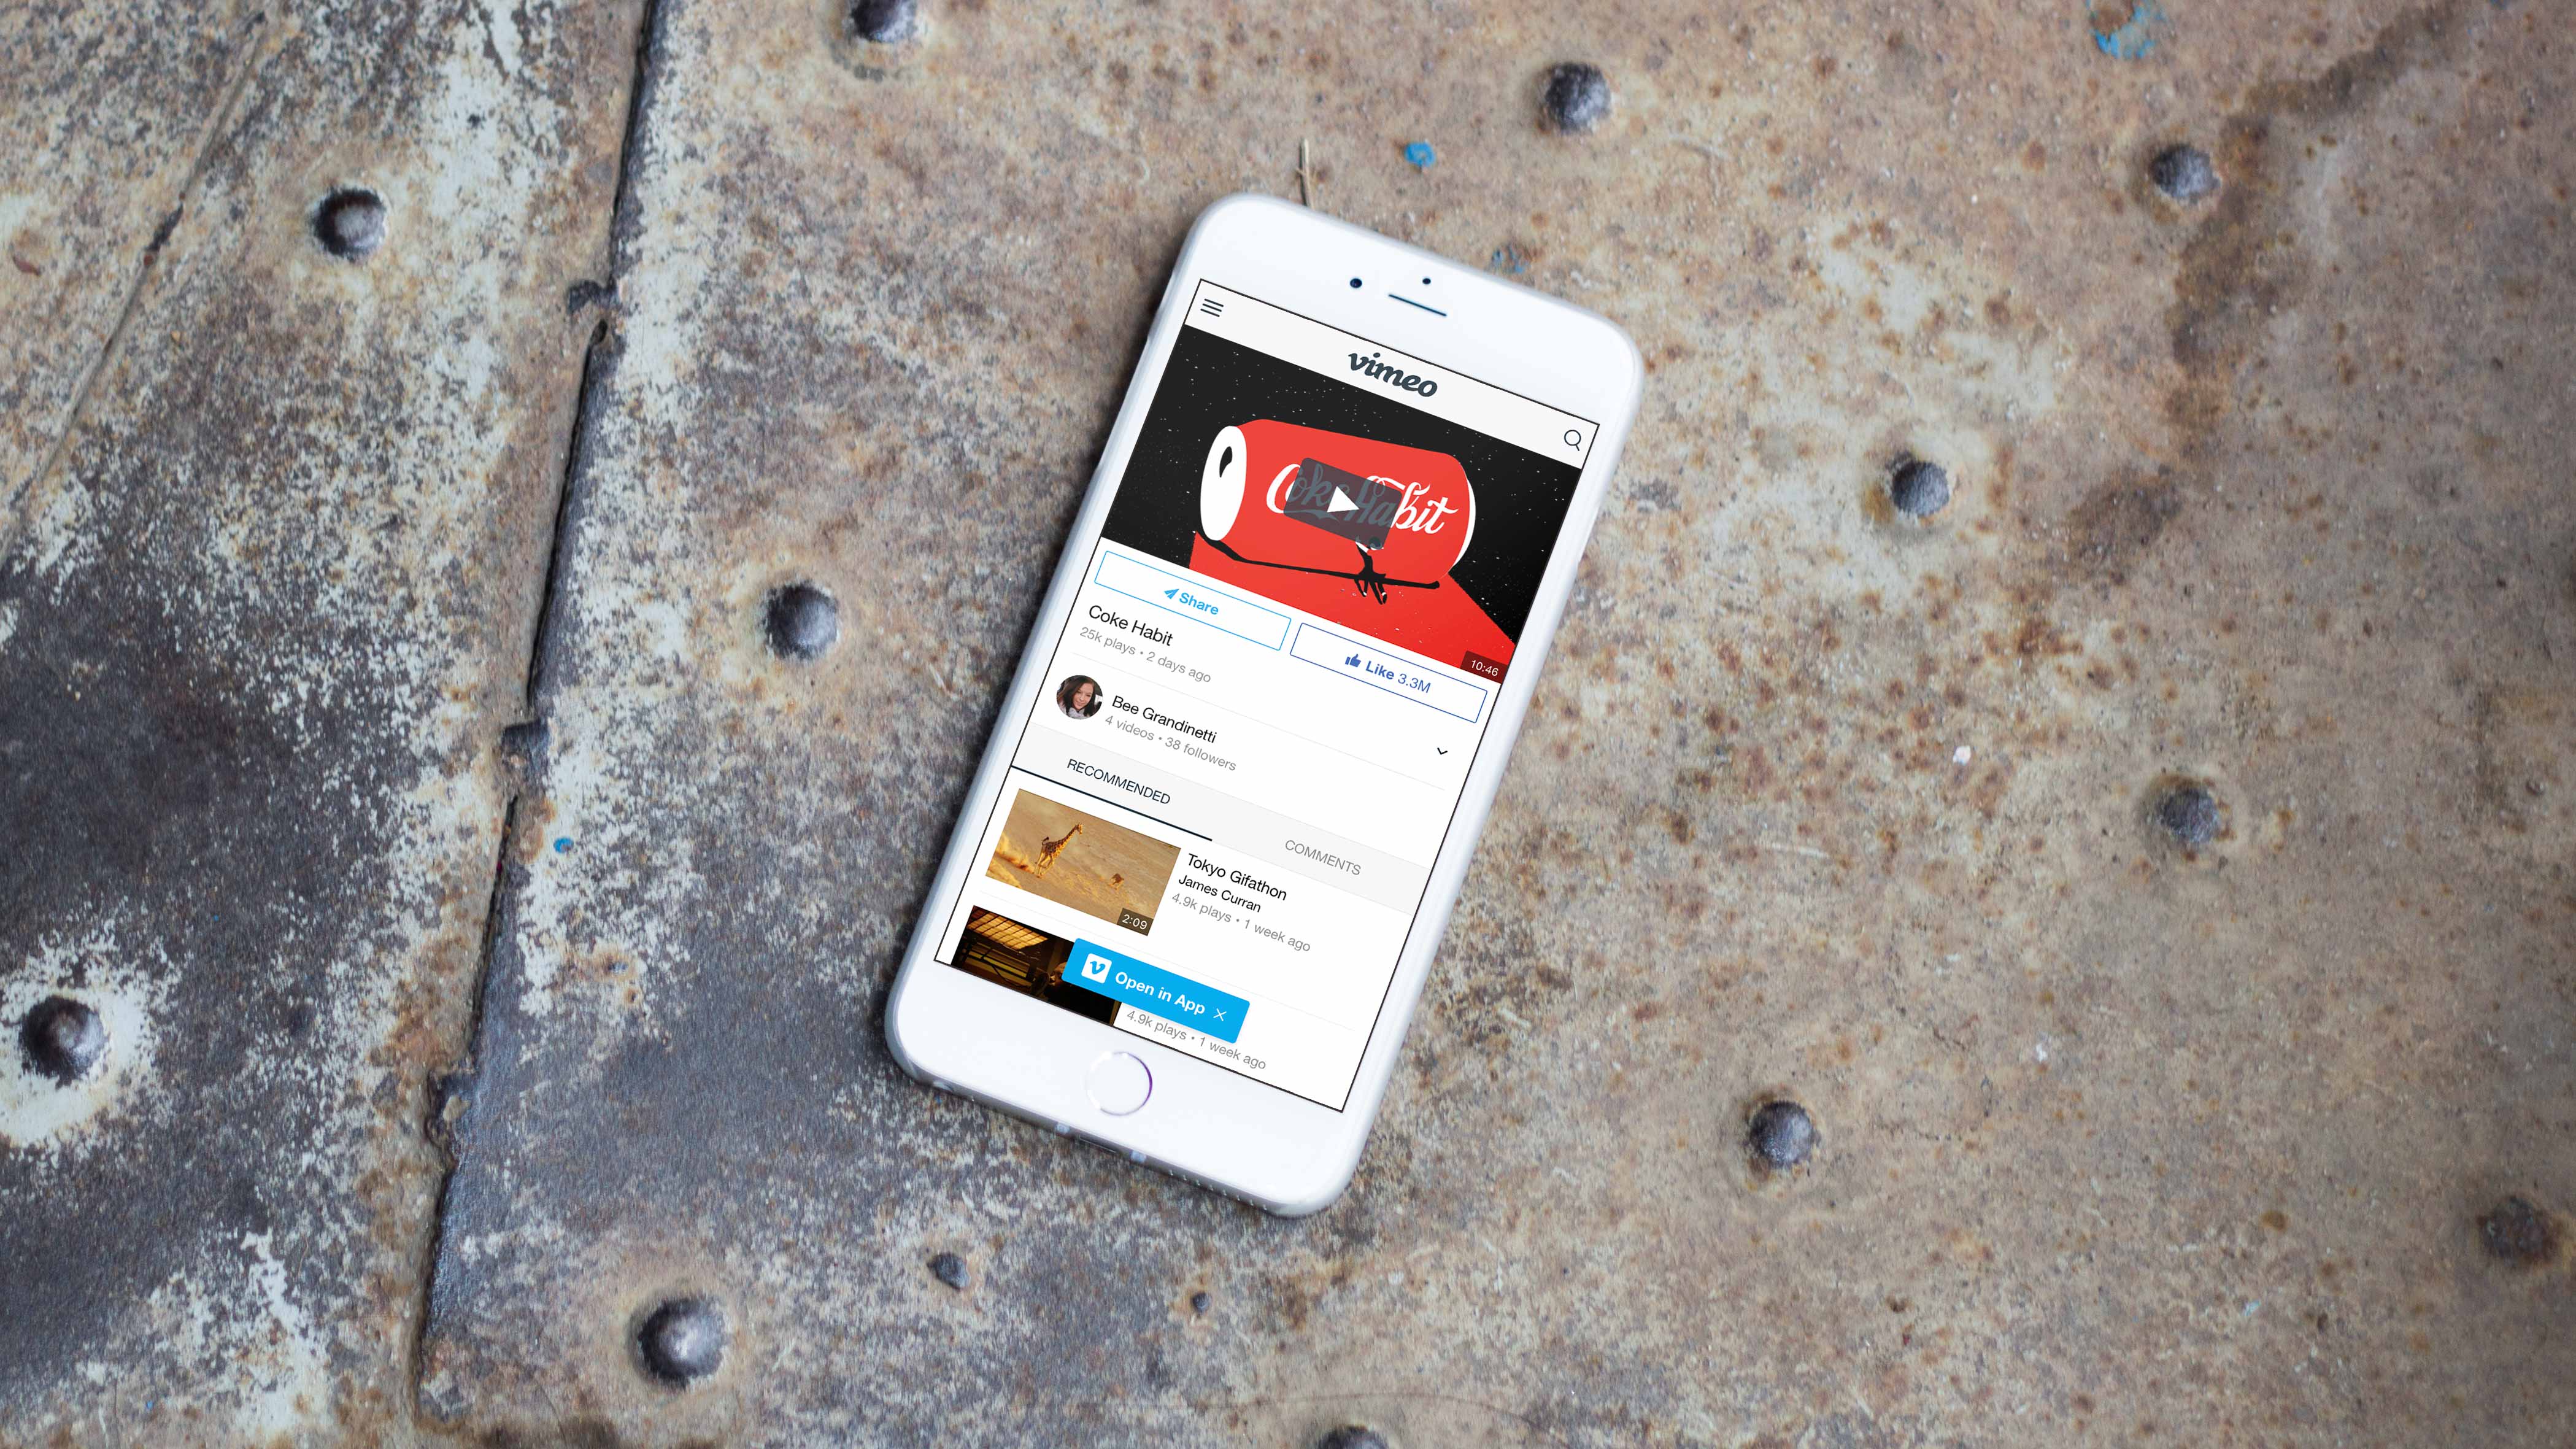 vimeo
Coke Habit
10:46
Share
Like 3.3M
Coke Habit
25k plays • 2 days ago
Bee Grandinetti
4 videos • 38 followers
RECOMMENDED
COMMENTS
2:09
Tokyo Gifathon
James Curran
4.9k plays • 1 week ago
Open in App
4.9k plays • 1 week ago